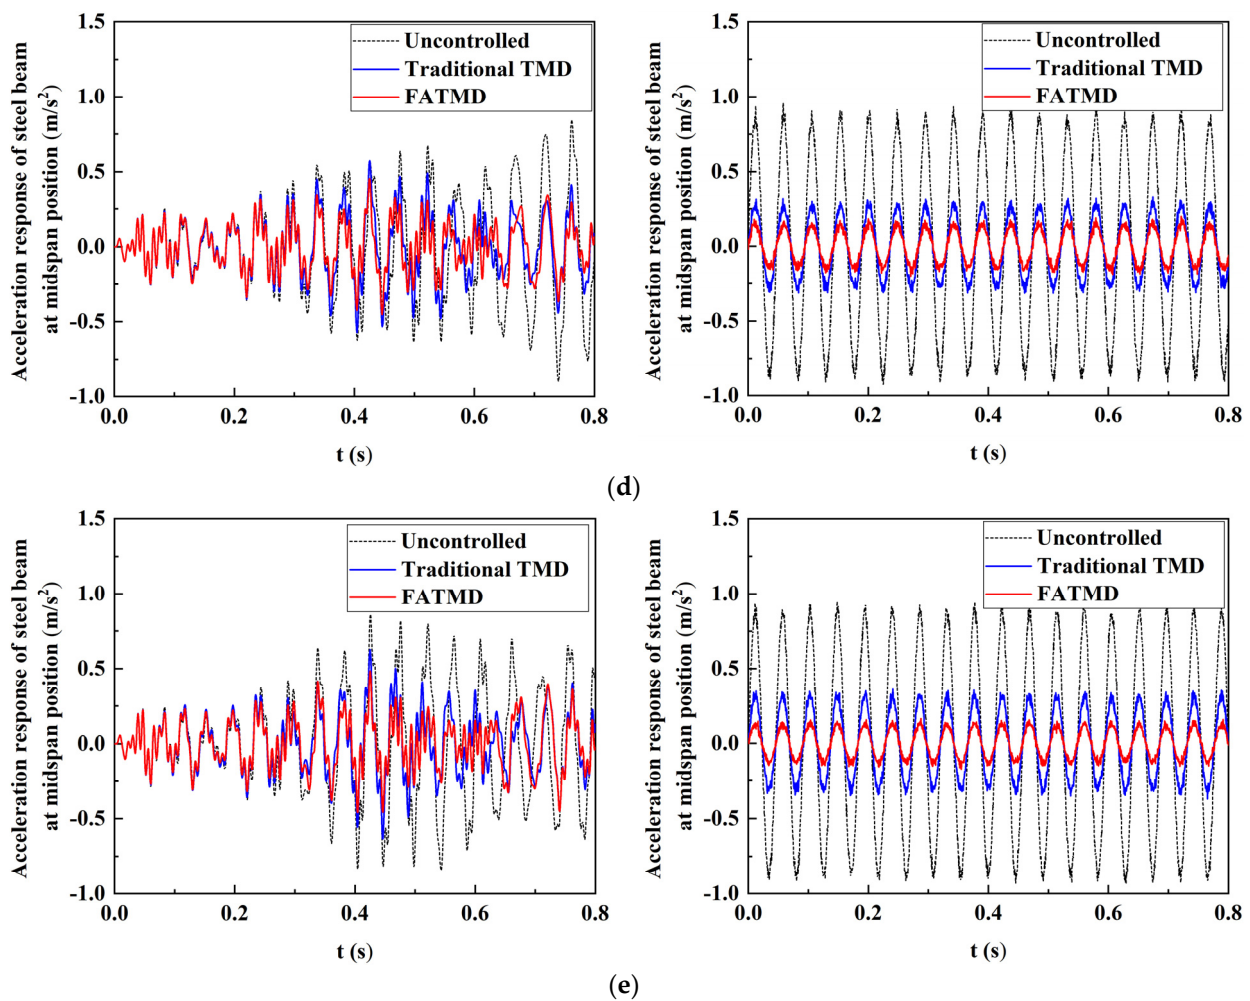 Acceleration response of steel beam
at midspan position (m/s²)
1.5
1.0
0.5
0.0
-0.5
-1.0
Uncontrolled
Traditional TMD
FATMD
0.0 0.2 0.4 0.6 0.8
t (s)
Acceleration response of steel beam
at midspan position (m/s²)
1.5
1.0
0.5
0.0
-0.5
-1.0
Uncontrolled
Traditional TMD
FATMD
0.0 0.2 0.4 0.6 0.8
t (s)
(d)
Acceleration response of steel beam
at midspan position (m/s²)
1.5
1.0
0.5
0.0
-0.5
-1.0
Uncontrolled
Traditional TMD
FATMD
0.0 0.2 0.4 0.6 0.8
t (s)
Acceleration response of steel beam
at midspan position (m/s²)
1.5
1.0
0.5
0.0
-0.5
-1.0
Uncontrolled
Traditional TMD
FATMD
0.0 0.2 0.4 0.6 0.8
t (s)
(e)